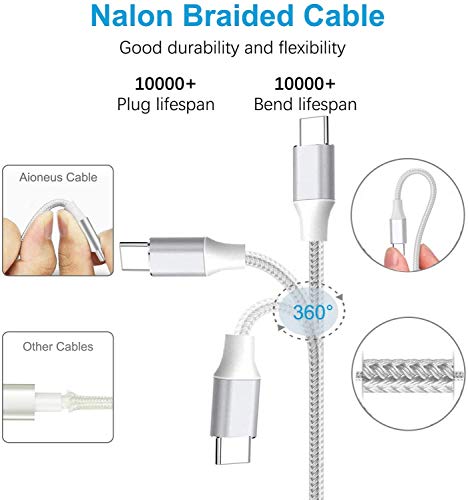 Nalon Braided Cable
Good durability and flexibility
10000+
Plug lifespan
10000+
Bend lifespan
Aioneus Cable
360°
Other Cables